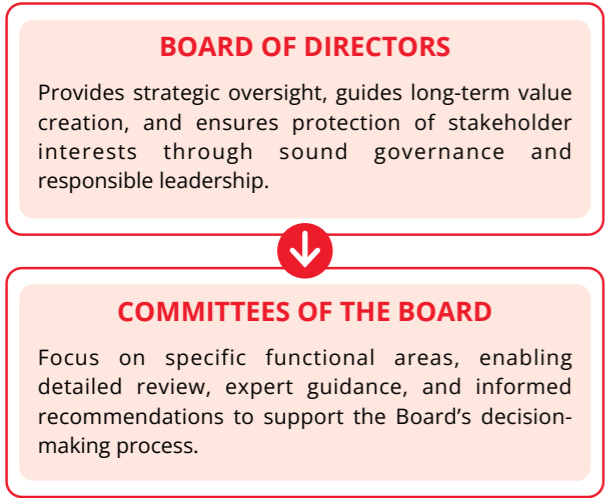 BOARD OF DIRECTORS
Provides strategic oversight, guides long-term value
creation, and ensures protection of stakeholder
interests through sound governance and
responsible leadership.
COMMITTEES OF THE BOARD
Focus on specific functional areas, enabling
detailed review, expert guidance, and informed
recommendations to support the Board’s decision-
making process.